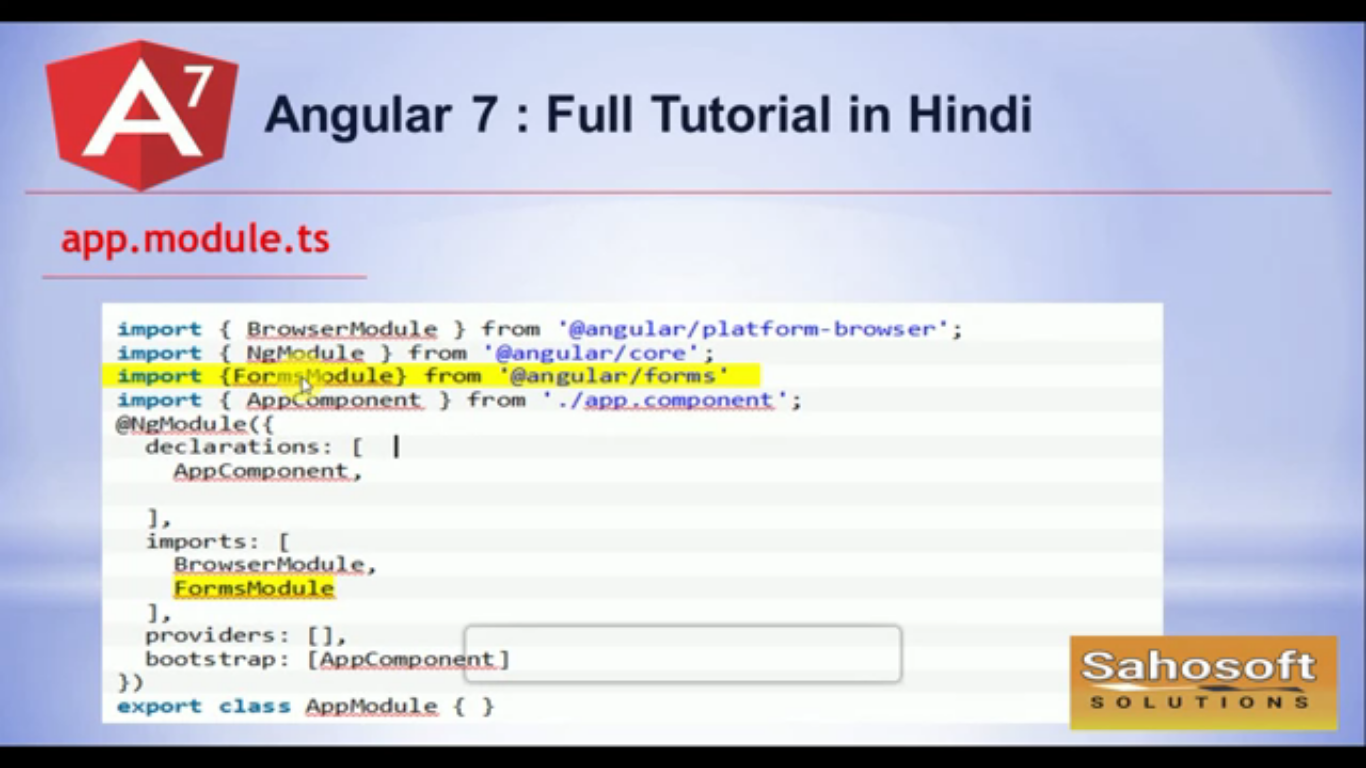 A7
Angular 7 : Full Tutorial in Hindi
app.module.ts
import { BrowserModule } from '@angular/platform-browser';
import { NgModule } from '@angular/core';
import {FormsModule} from '@angular/forms'
import { AppComponent } from './app.component';
@NgModule({
declarations: [
AppComponent,
],
imports: [
BrowserModule,
FormsModule
],
providers: [],
bootstrap: [AppComponent]
})
export class AppModule { }
Sahosoft
SOLUTIONS